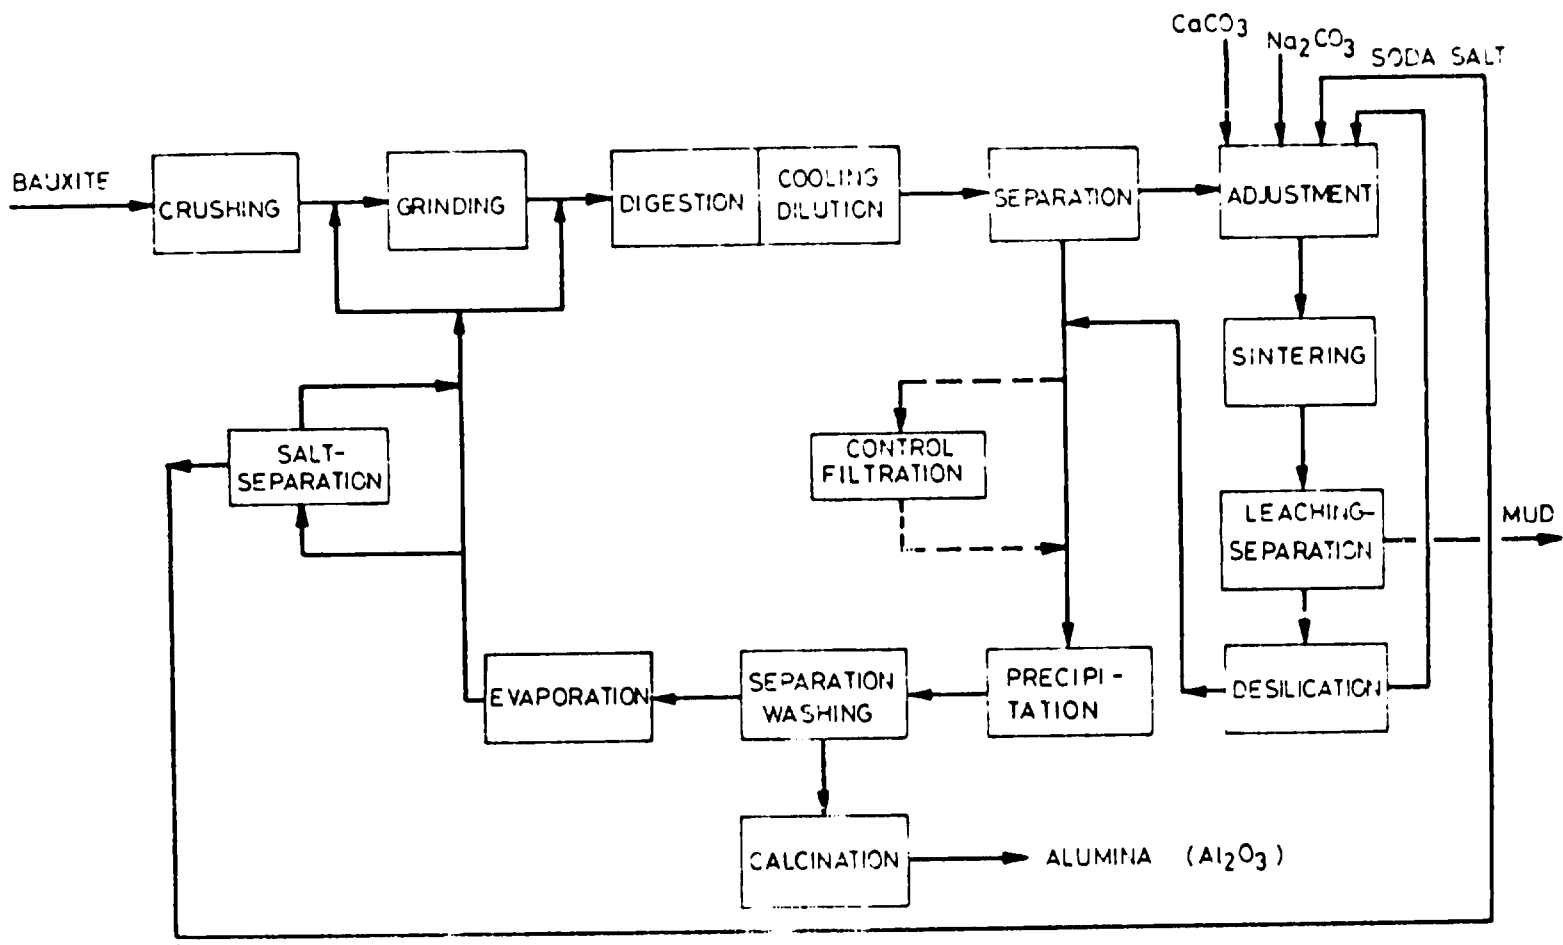 CaCO3
Na2CO3
SODA SALT
BAUXITE
CRUSHING
GRINDING
DIGESTION
COOLING
DILUTION
SEPARATION
ADJUSTMENT
SINTERING
SALT-
SEPARATION
CONTROL
FILTRATION
LEACHING-
SEPARATION
MUD
EVAPORATION
SEPARATION
WASHING
PRECIPI-
TATION
DESILICATION
CALCINATION
ALUMINA (Al2O3)